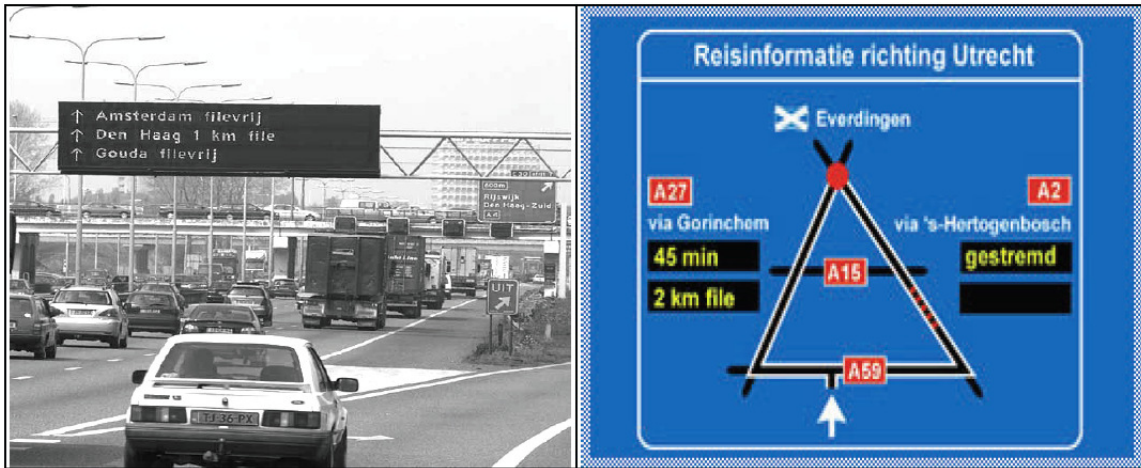 Amsterdam filevrij
Den Haag 1 km file
Gouda filevrij
600m
Rijswijk
Den Haag-Zuid
UIT
TJ-36-PX
Reisinformatie richting Utrecht
Everdingen
A27
A2
via Gorinchem
via 's-Hertogenbosch
45 min
gestremd
A15
2 km file
A59